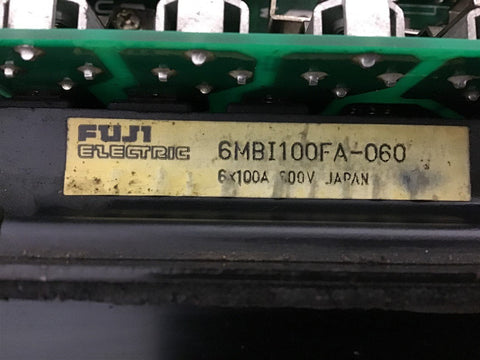 FUJI
ELECTRIC 6MBI100FA-060
6x100A 600V JAPAN